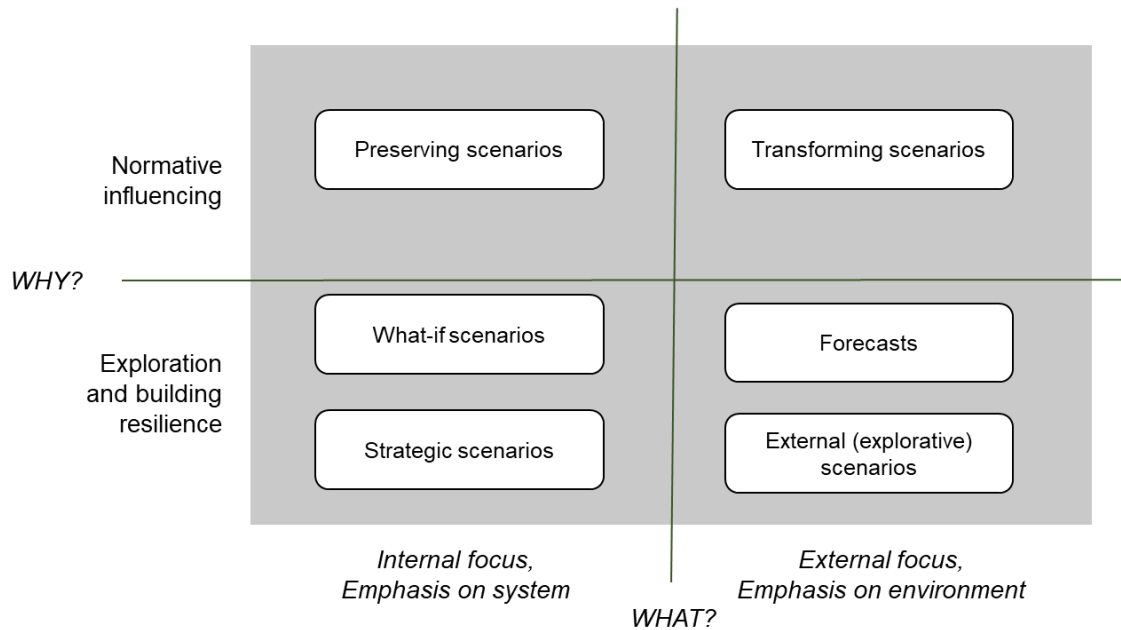 Preserving scenarios
Transforming scenarios
Normative
influencing
WHY?
What-if scenarios
Forecasts
Exploration
and building
resilience
Strategic scenarios
External (explorative)
scenarios
Internal focus,
Emphasis on system
External focus,
Emphasis on environment
WHAT?